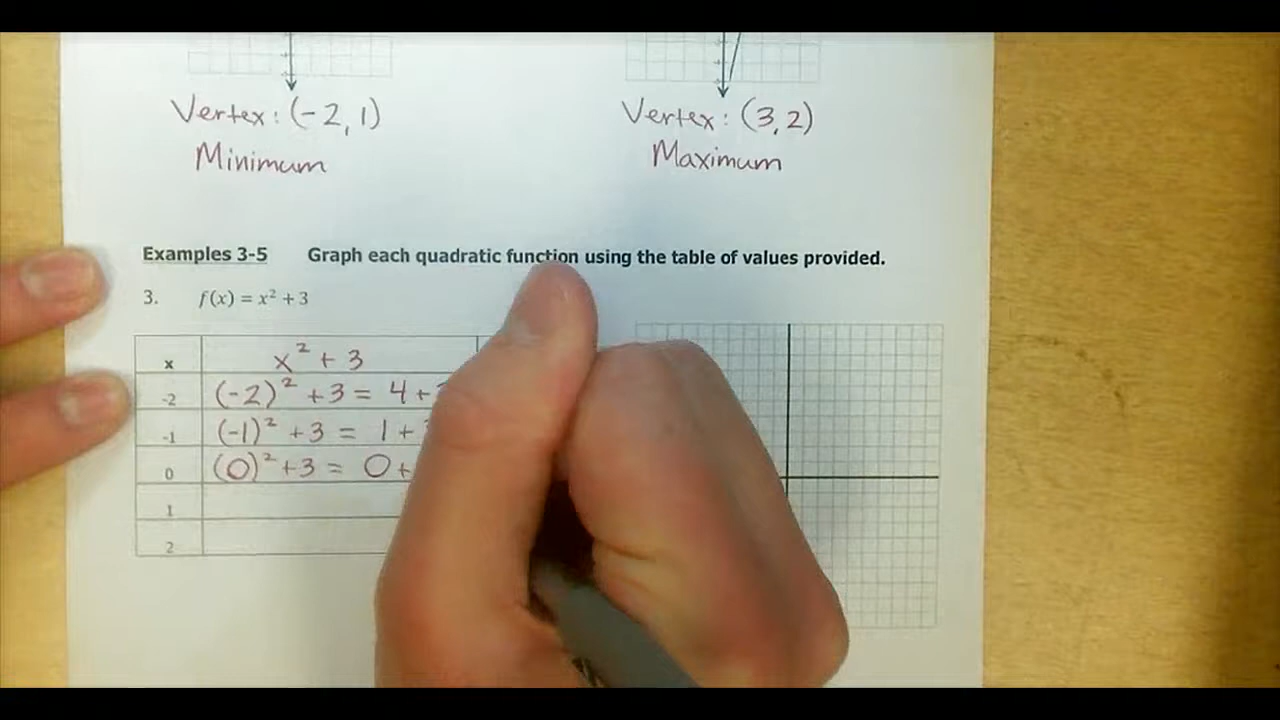 Vertex: (-2, 1)
Minimum
Vertex: (3, 2)
Maximum
Examples 3-5 Graph each quadratic function using the table of values provided.
3. f(x) = x² + 3
x x² + 3
-2 (-2)² + 3 = 4 +
-1 (-1)² + 3 = 1 +
0 (0)² + 3 = 0 +
1
2